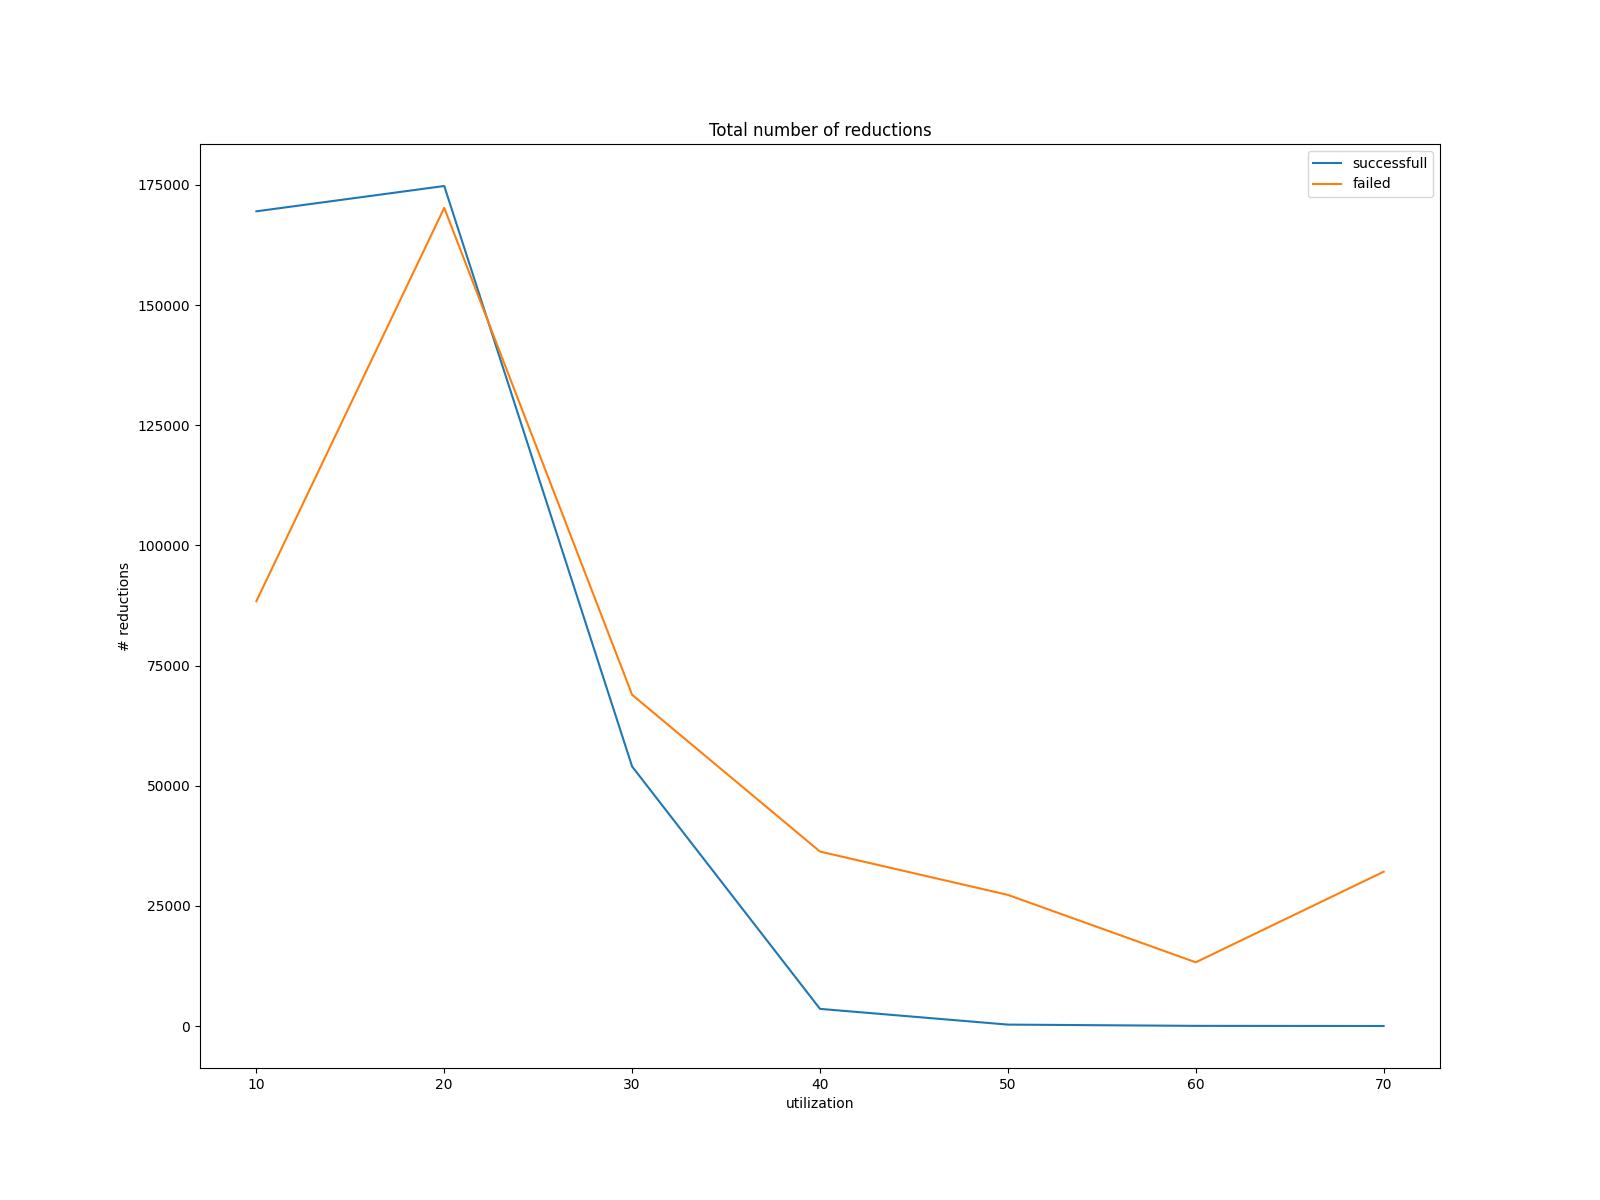 Total number of reductions
successfull
failed
175000
150000
125000
100000
75000
50000
25000
0
# reductions
10 20 30 40 50 60 70
utilization